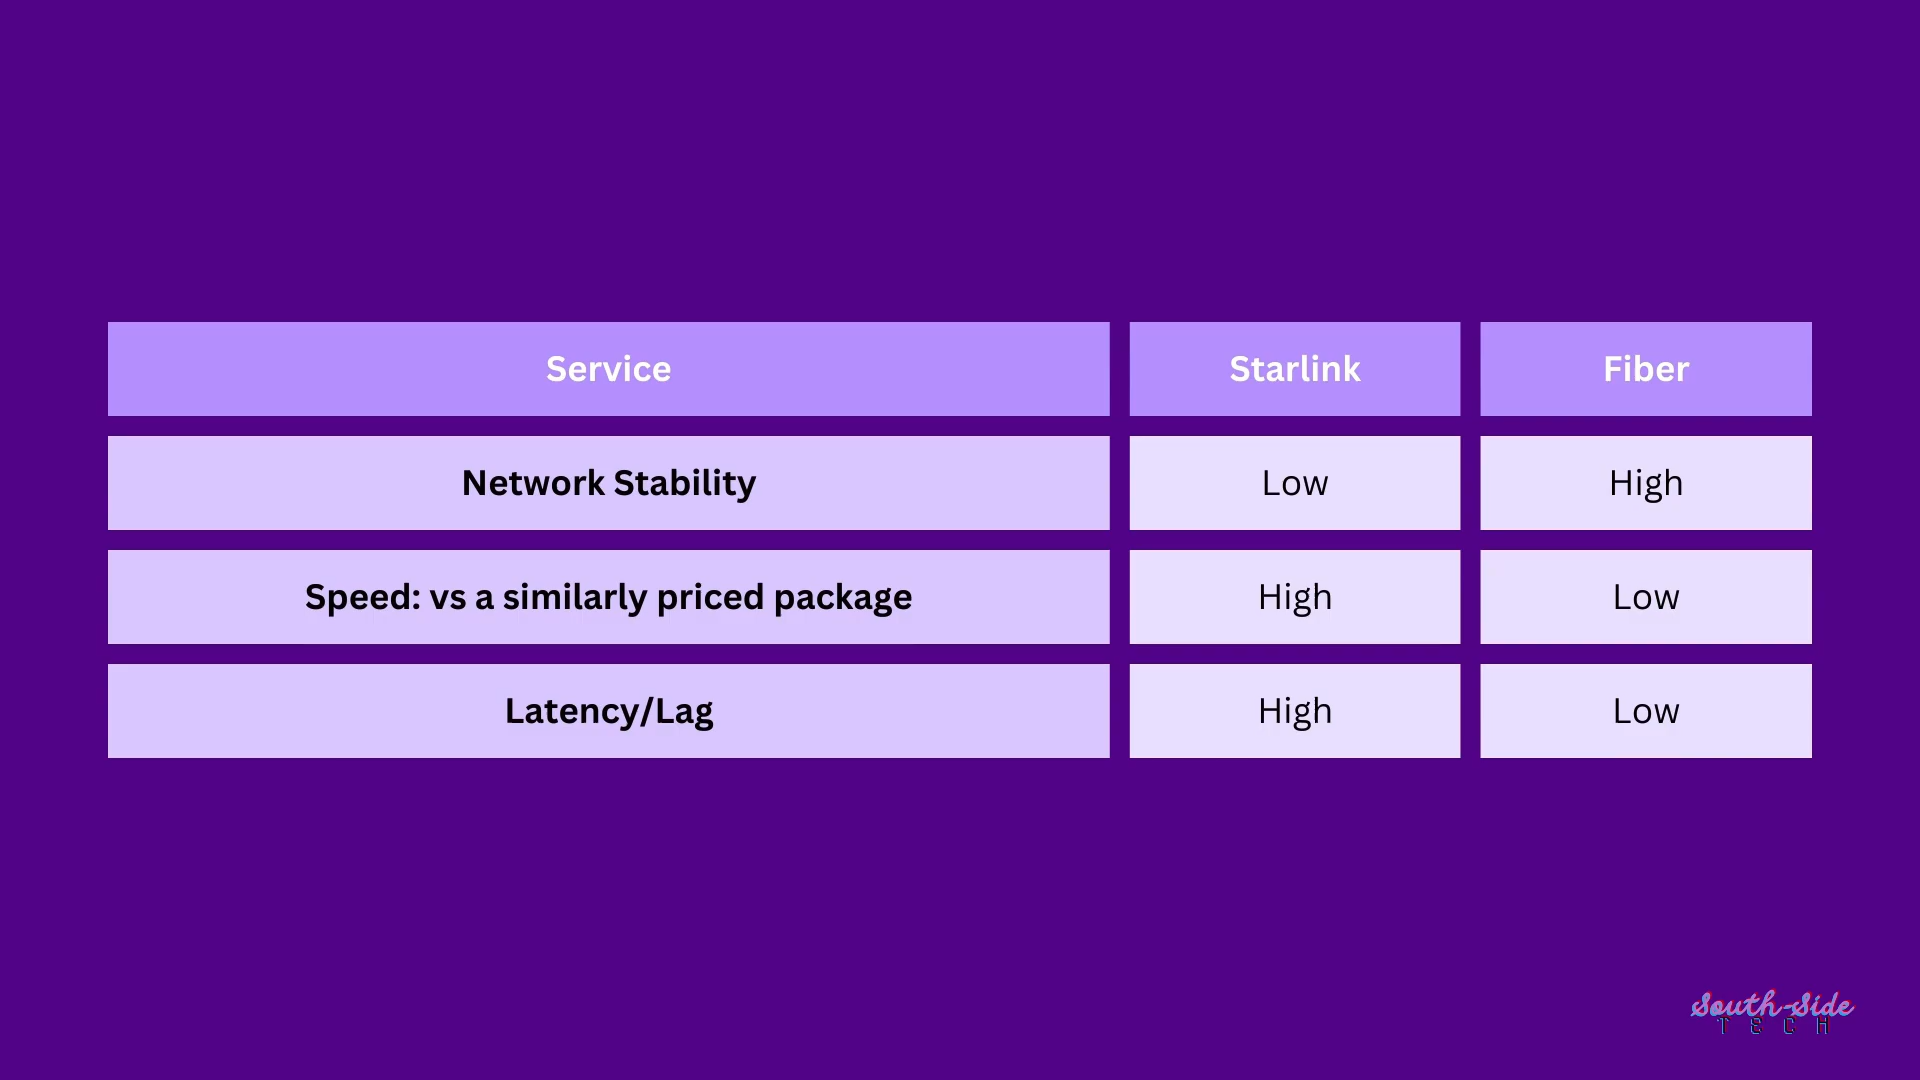 Service Starlink Fiber
Network Stability Low High
Speed: vs a similarly priced package High Low
Latency/Lag High Low
South-Side
TECH